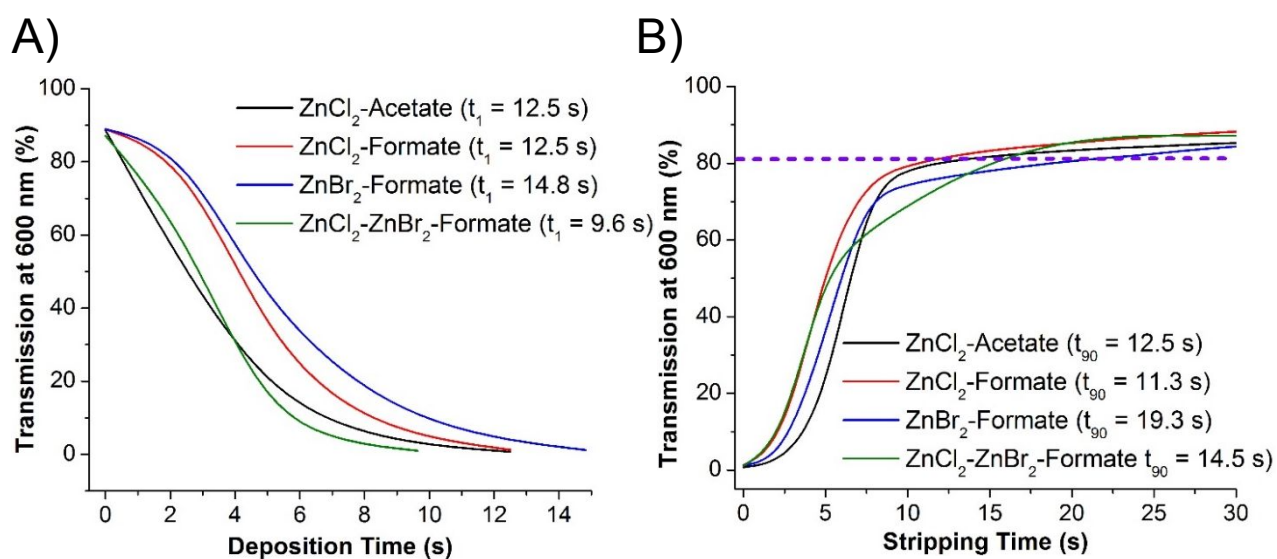 A)
100
80
60
40
20
0
Transmission at 600 nm (%)
ZnCl₂-Acetate (t₁ = 12.5 s)
ZnCl₂-Formate (t₁ = 12.5 s)
ZnBr₂-Formate (t₁ = 14.8 s)
ZnCl₂-ZnBr₂-Formate (t₁ = 9.6 s)
0 2 4 6 8 10 12 14
Deposition Time (s)
B)
100
80
60
40
20
0
Transmission at 600 nm (%)
ZnCl₂-Acetate (t₉₀ = 12.5 s)
ZnCl₂-Formate (t₉₀ = 11.3 s)
ZnBr₂-Formate (t₉₀ = 19.3 s)
ZnCl₂-ZnBr₂-Formate t₉₀ = 14.5 s)
0 5 10 15 20 25 30
Stripping Time (s)